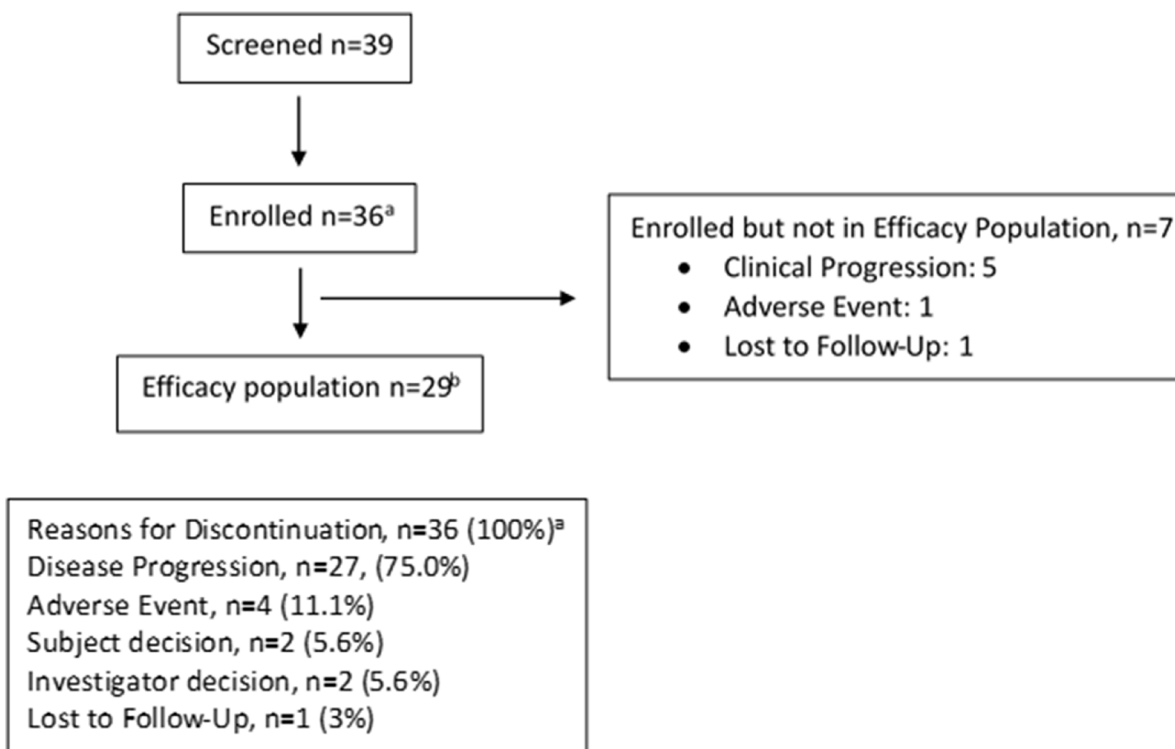 Screened n=39
Enrolled n=36ᵃ
Enrolled but not in Efficacy Population, n=7
• Clinical Progression: 5
• Adverse Event: 1
• Lost to Follow-Up: 1
Efficacy population n=29ᵇ
Reasons for Discontinuation, n=36 (100%)ᵃ
Disease Progression, n=27, (75.0%)
Adverse Event, n=4 (11.1%)
Subject decision, n=2 (5.6%)
Investigator decision, n=2 (5.6%)
Lost to Follow-Up, n=1 (3%)